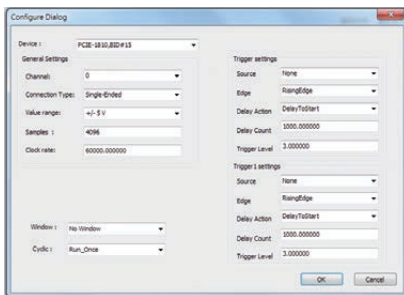 Configure Dialog
Device :
PCIE-1810,BID#15
General Settings
Channel:
0
Connection Type:
Single-Ended
Value range:
+/- 5 V
Samples :
4096
Clock rate:
60000.000000
Window :
No Window
Cyclic :
Run_Once
Trigger settings
Source
None
Edge
RisingEdge
Delay Action
DelayToStart
Delay Count
1000.000000
Trigger Level
3.000000
Trigger1 settings
Source
None
Edge
RisingEdge
Delay Action
DelayToStart
Delay Count
1000.000000
Trigger Level
3.000000
OK
Cancel